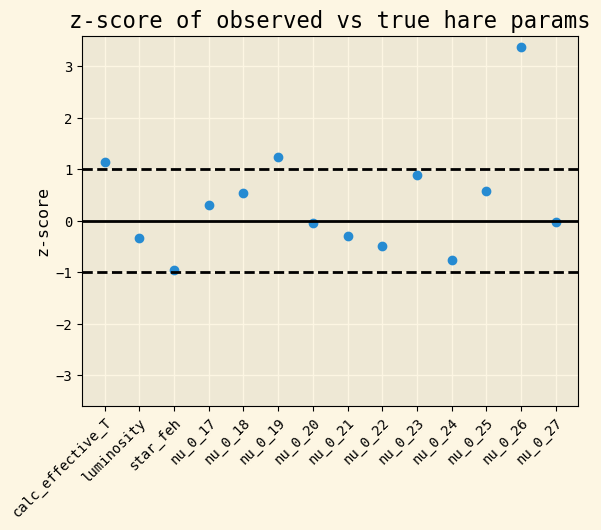 z-score of observed vs true hare params
z-score
3
2
1
0
−1
−2
−3
calc_effective_T
luminosity
star_feh
nu_0_17
nu_0_18
nu_0_19
nu_0_20
nu_0_21
nu_0_22
nu_0_23
nu_0_24
nu_0_25
nu_0_26
nu_0_27